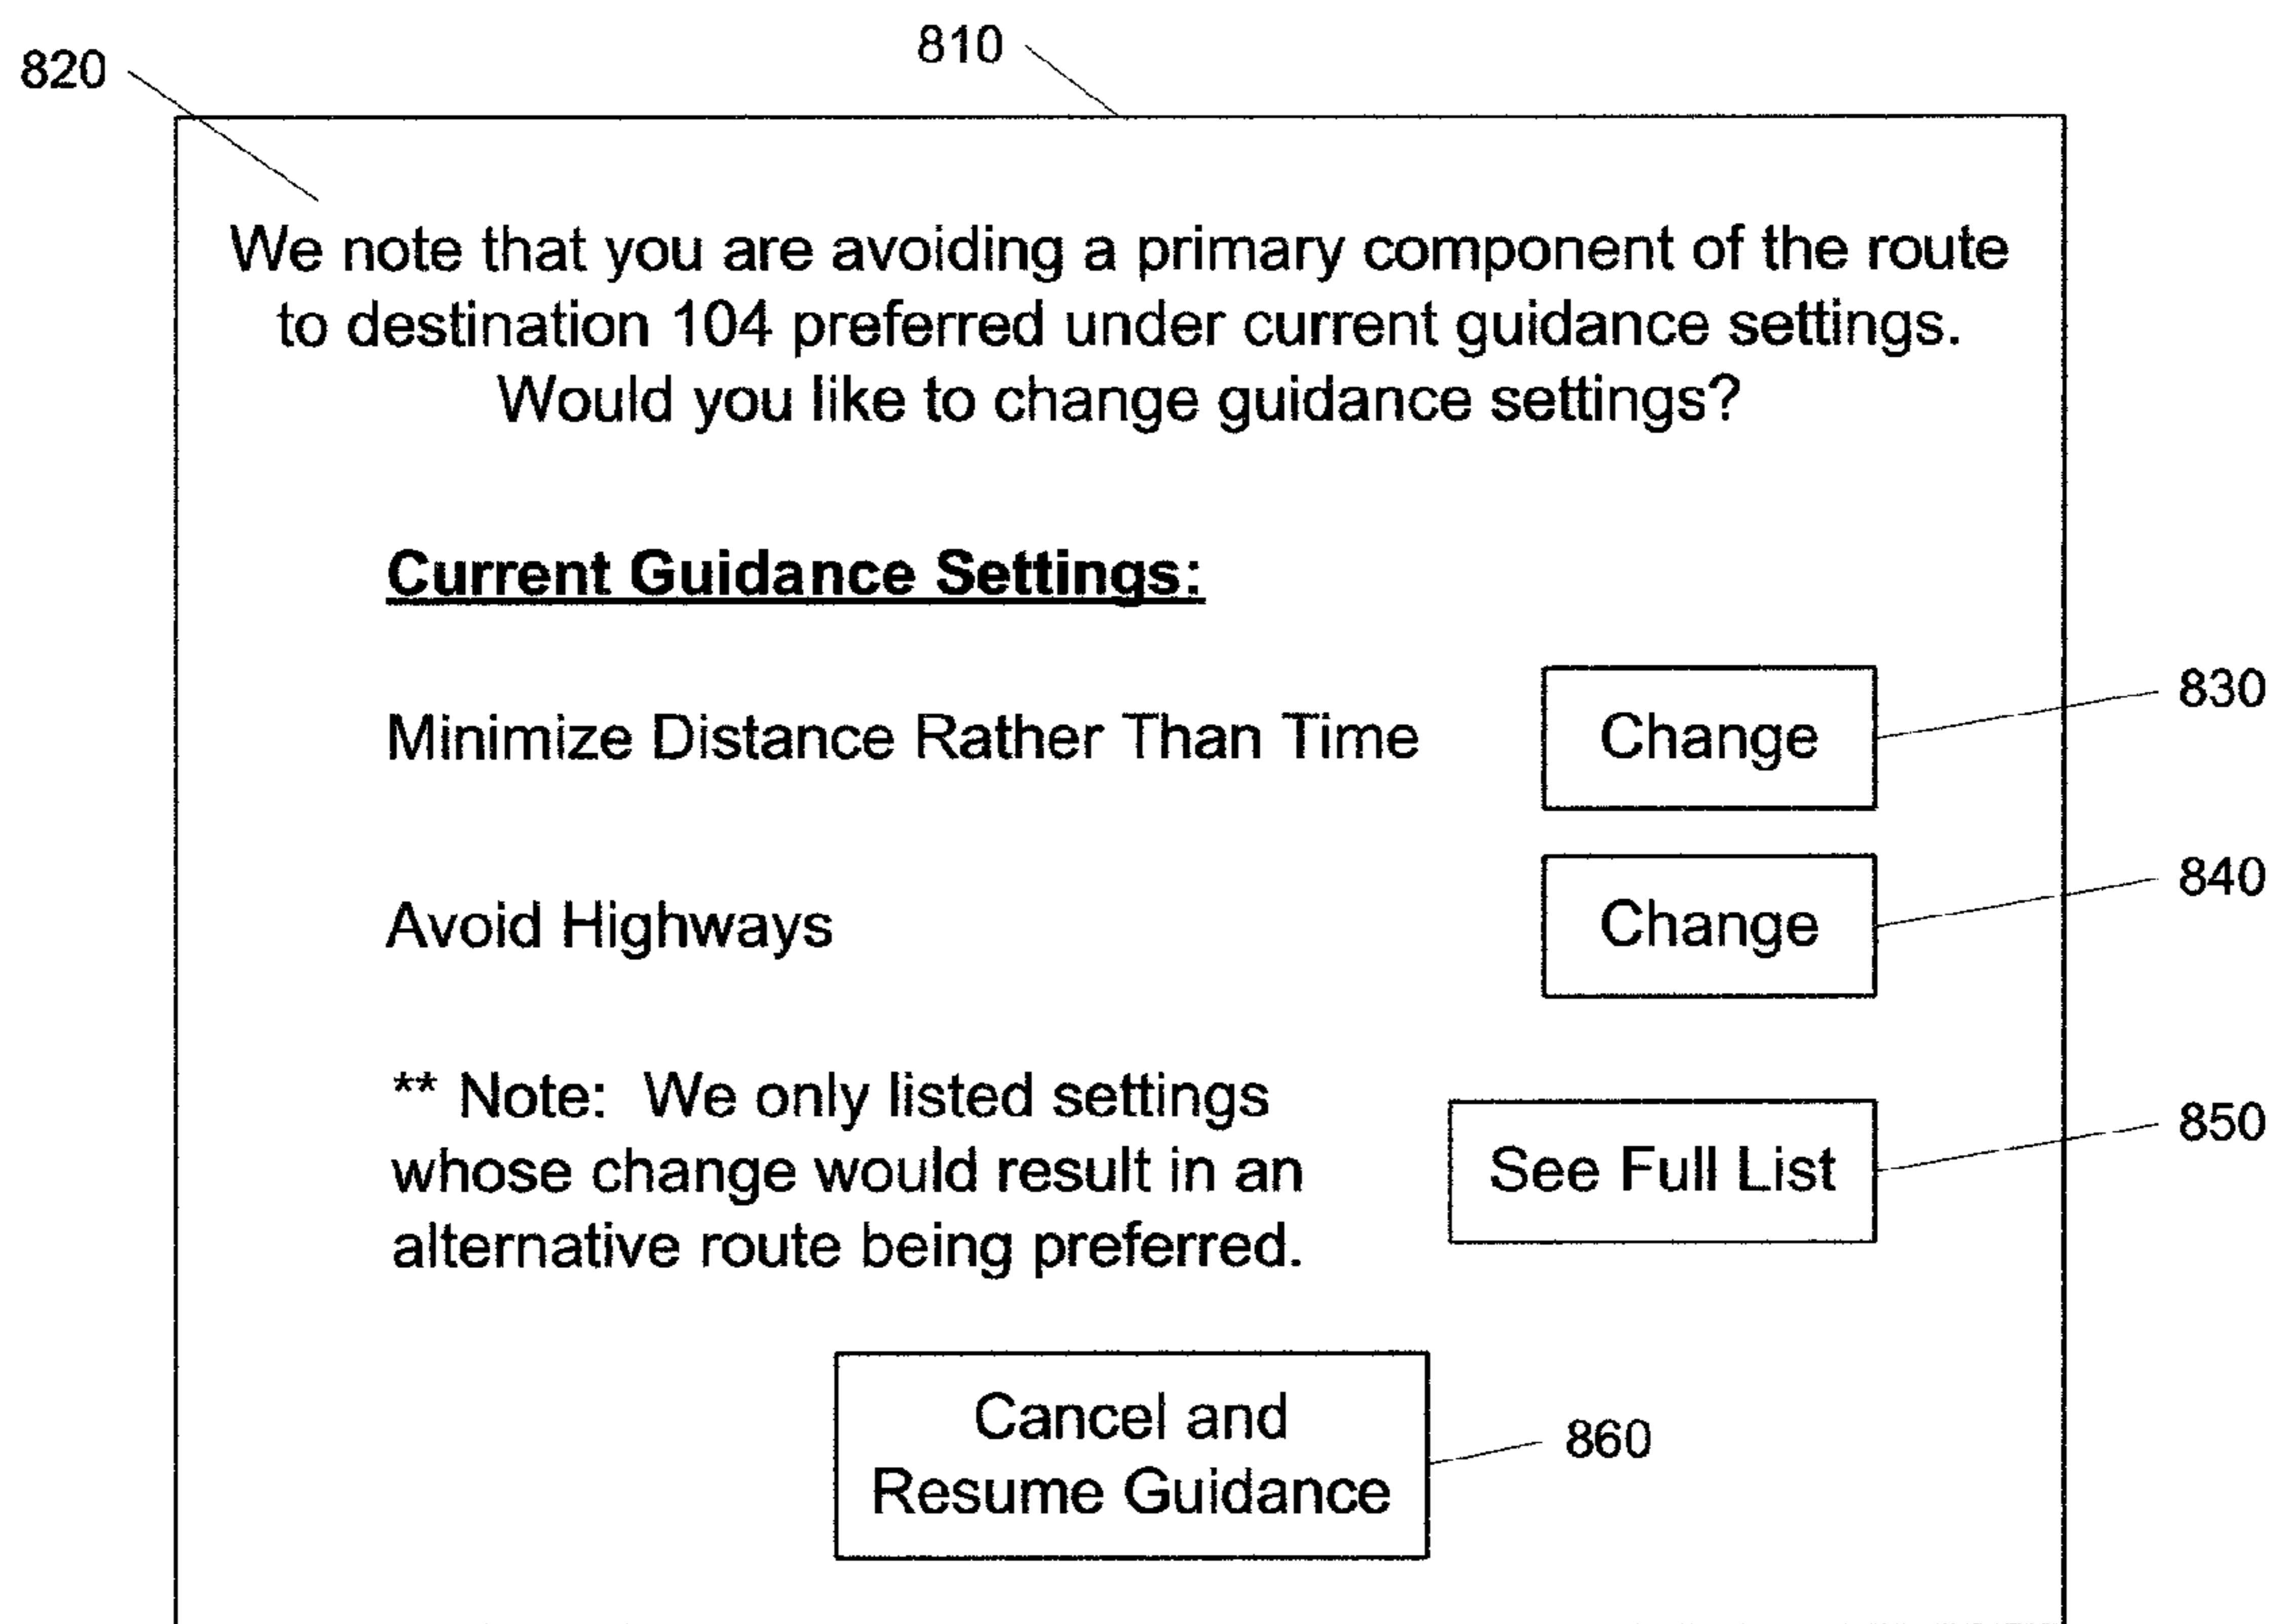 810
820
We note that you are avoiding a primary component of the route
to destination 104 preferred under current guidance settings.
Would you like to change guidance settings?
Current Guidance Settings:
Minimize Distance Rather Than Time
Change
830
Avoid Highways
Change
840
** Note: We only listed settings
whose change would result in an
alternative route being preferred.
See Full List
850
Cancel and
Resume Guidance
860